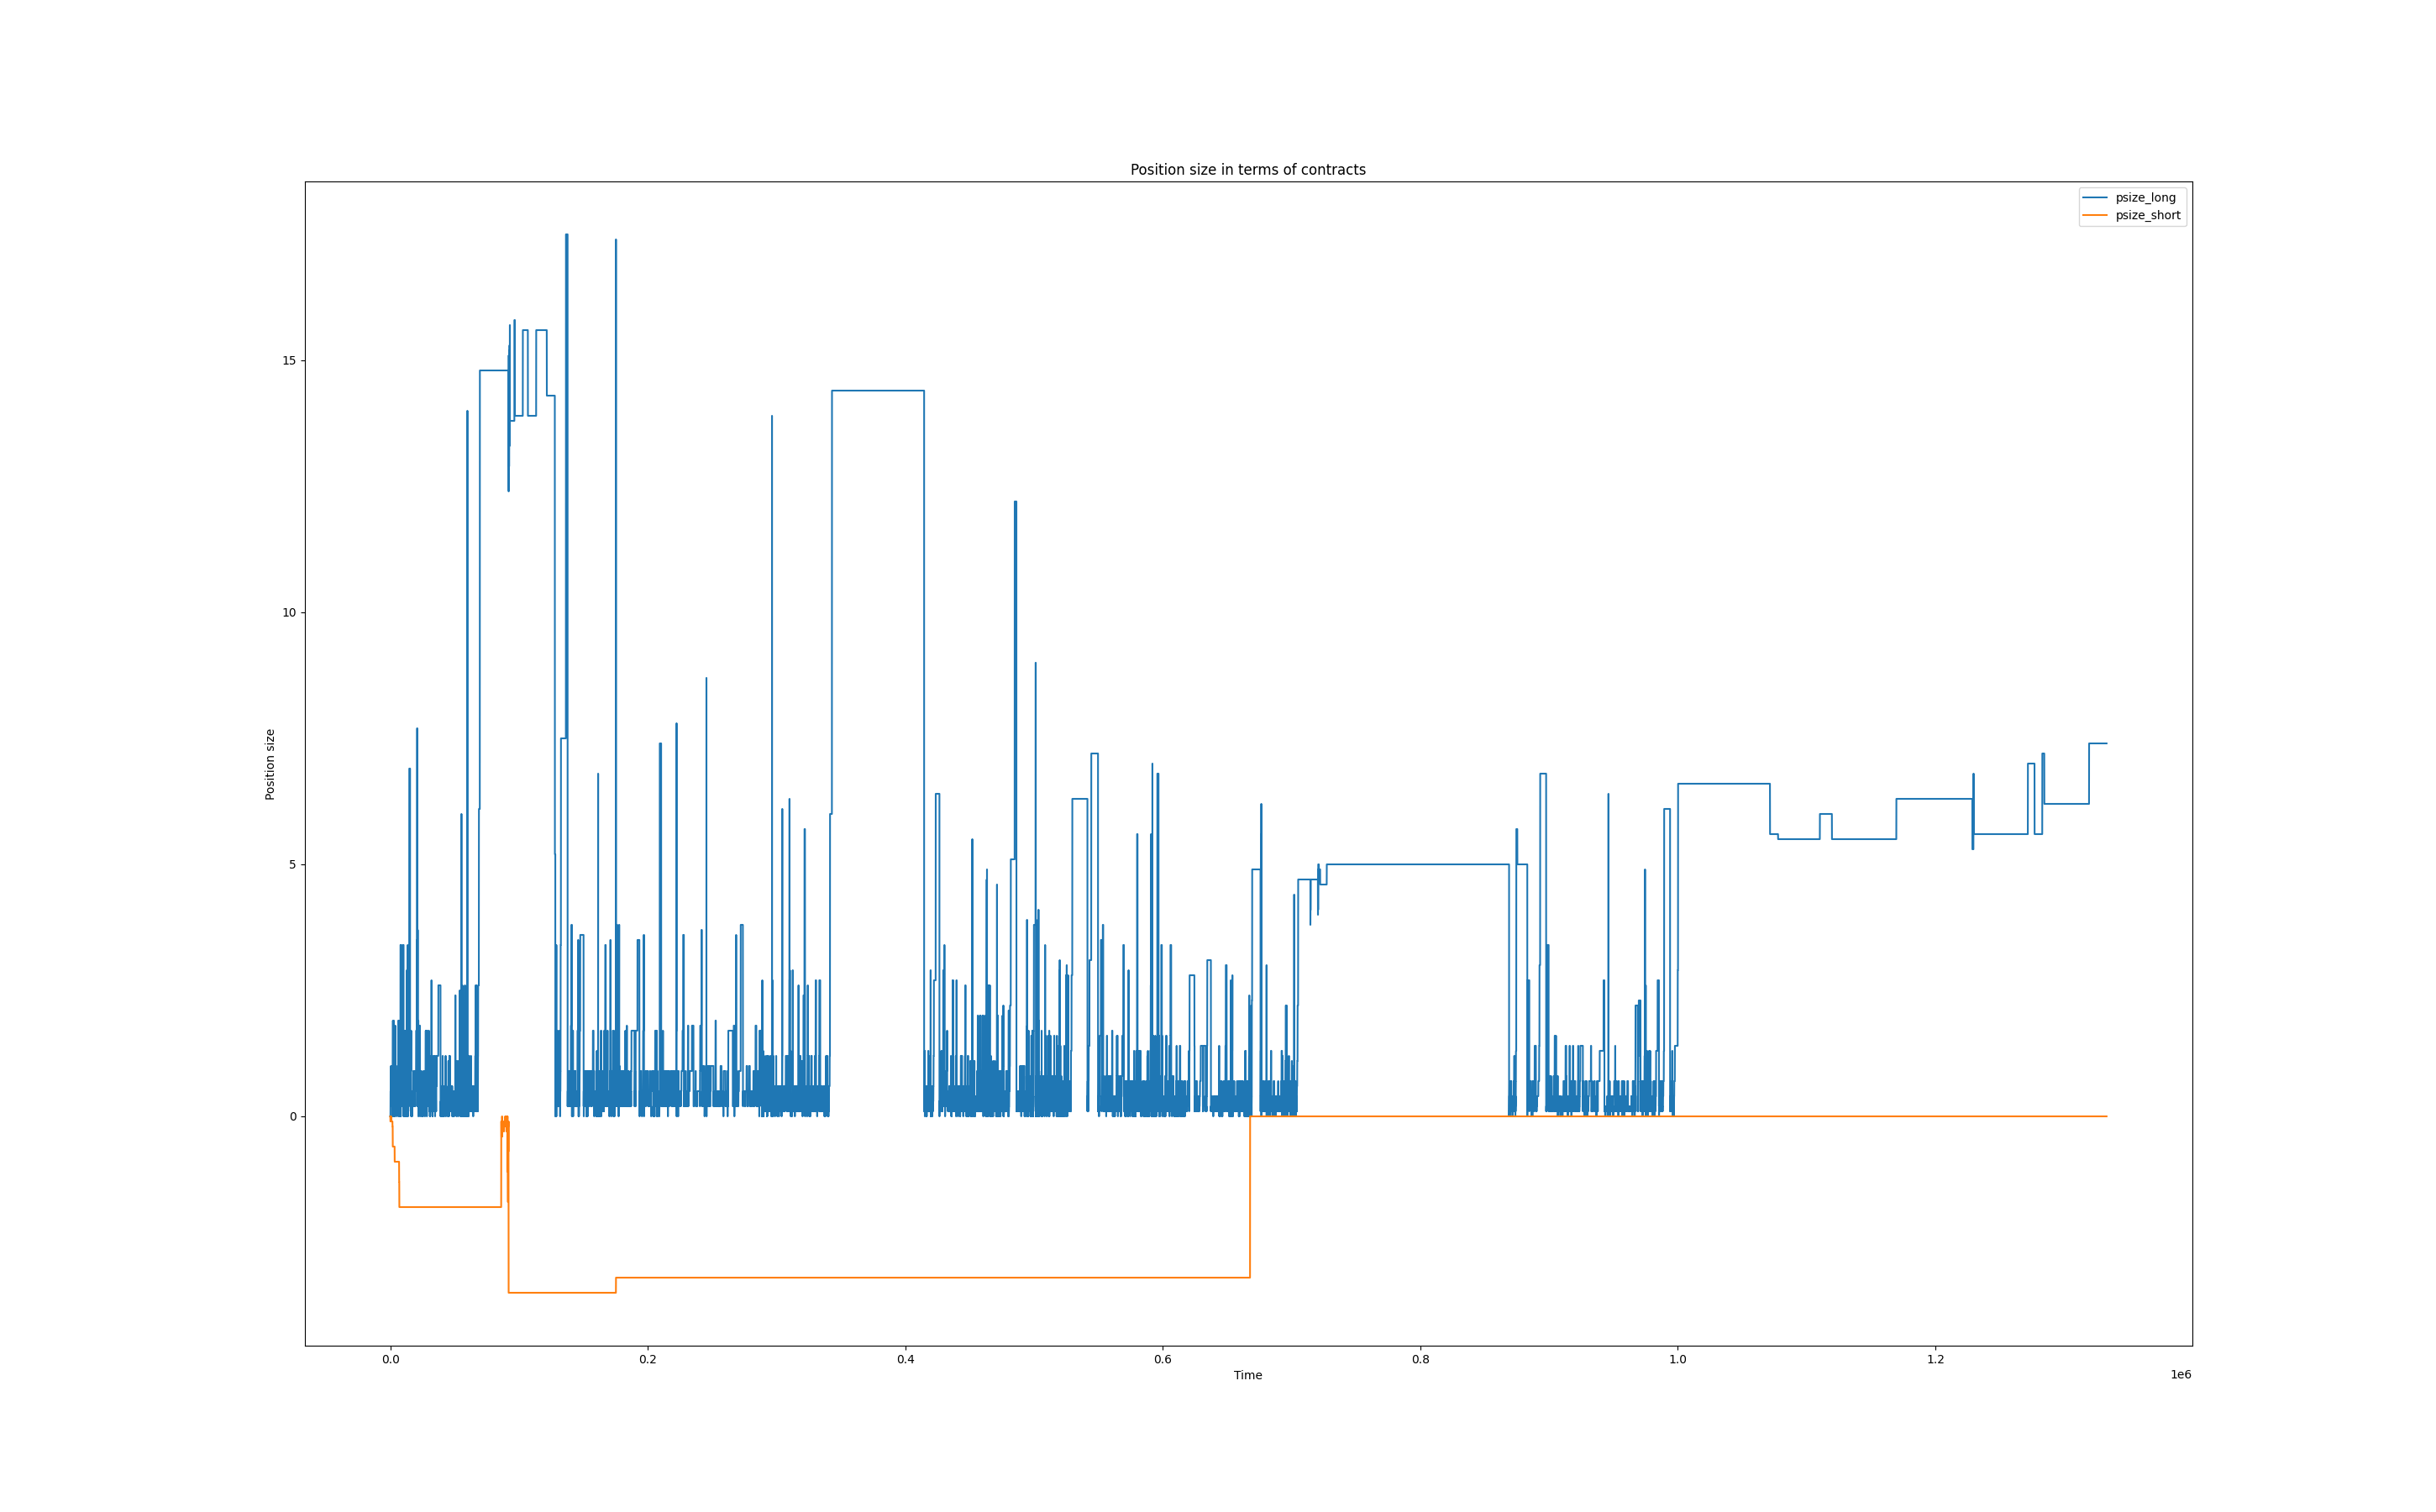 Position size in terms of contracts
psize_long
psize_short
15
10
5
0
Position size
0.0 0.2 0.4 0.6 0.8 1.0 1.2
Time
1e6